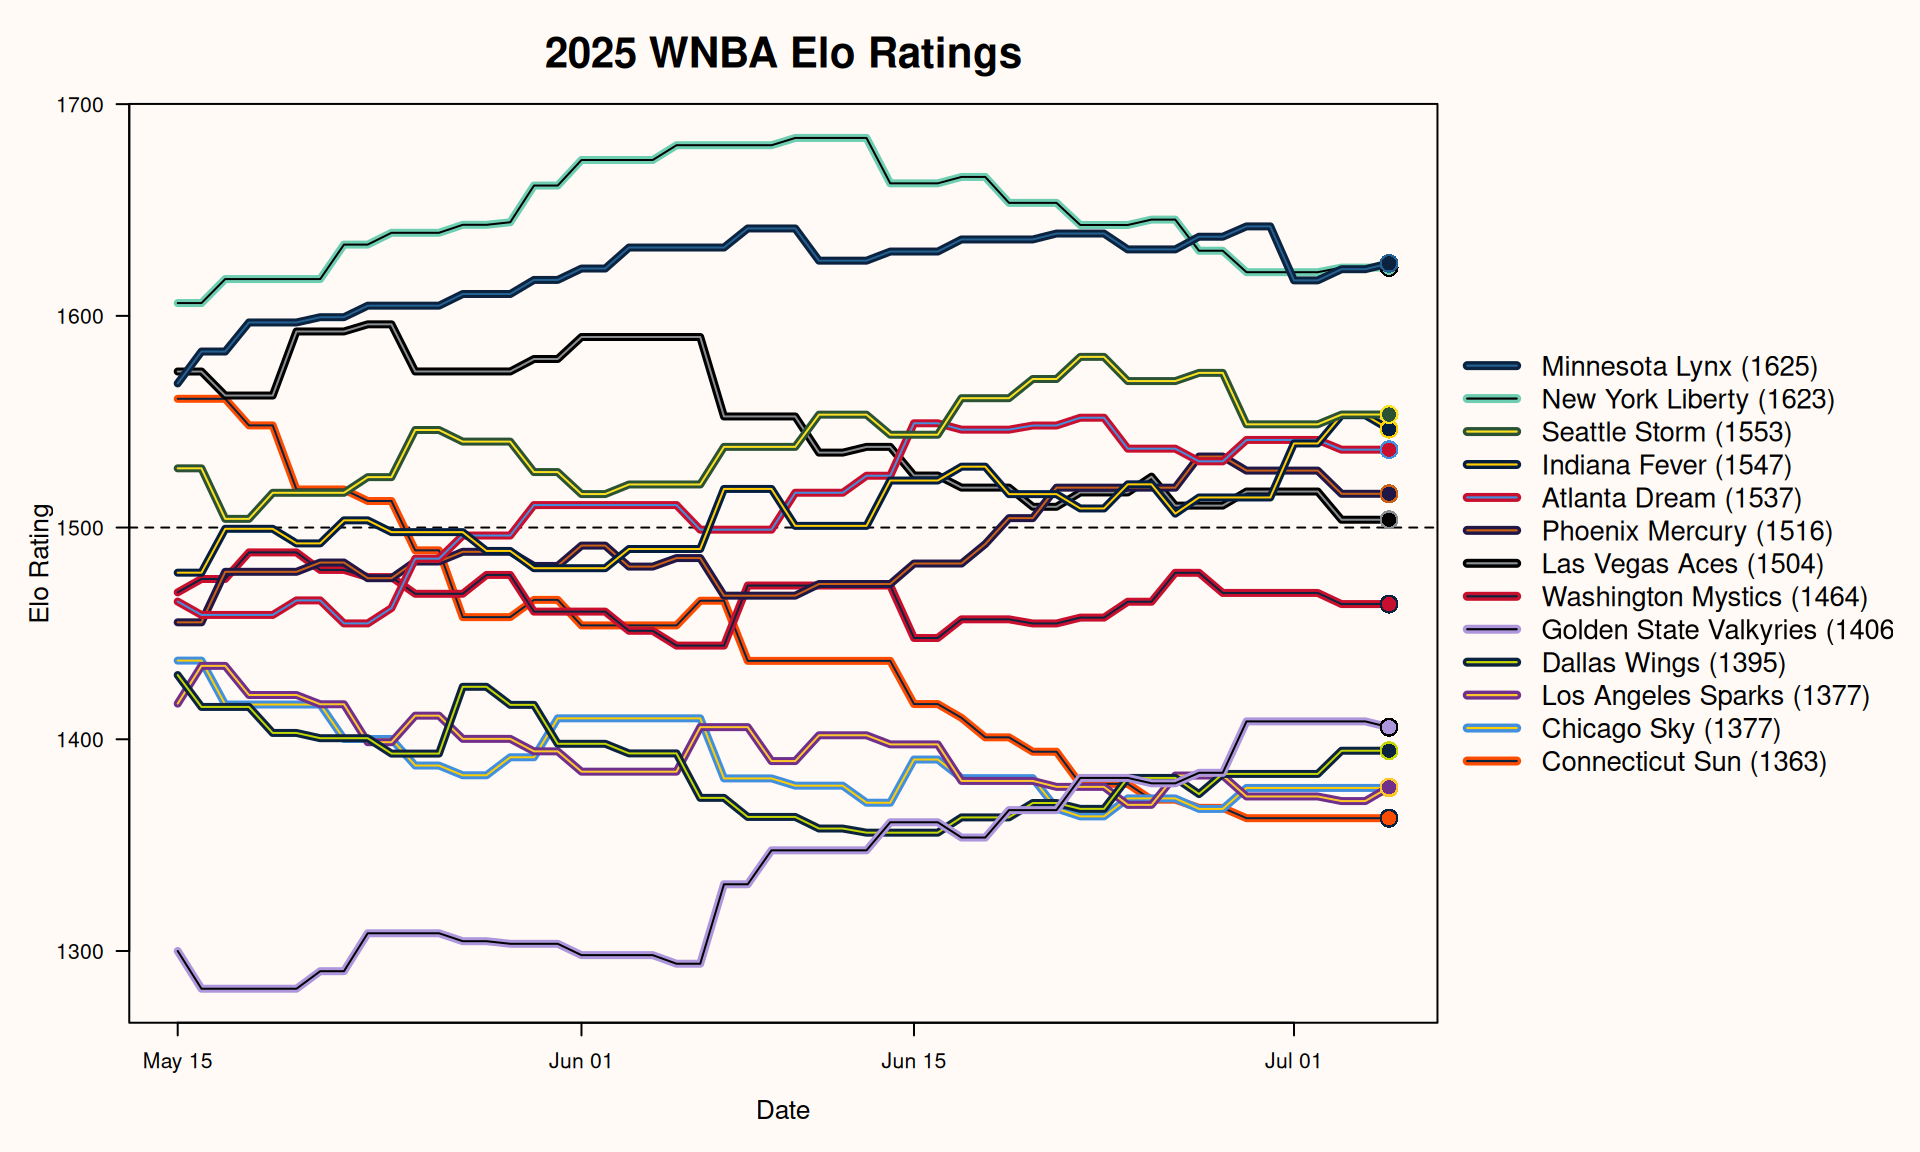 2025 WNBA Elo Ratings
1700
1600
1500
1400
1300
Elo Rating
May 15
Jun 01
Jun 15
Jul 01
Date
Minnesota Lynx (1625)
New York Liberty (1623)
Seattle Storm (1553)
Indiana Fever (1547)
Atlanta Dream (1537)
Phoenix Mercury (1516)
Las Vegas Aces (1504)
Washington Mystics (1464)
Golden State Valkyries (1406
Dallas Wings (1395)
Los Angeles Sparks (1377)
Chicago Sky (1377)
Connecticut Sun (1363)